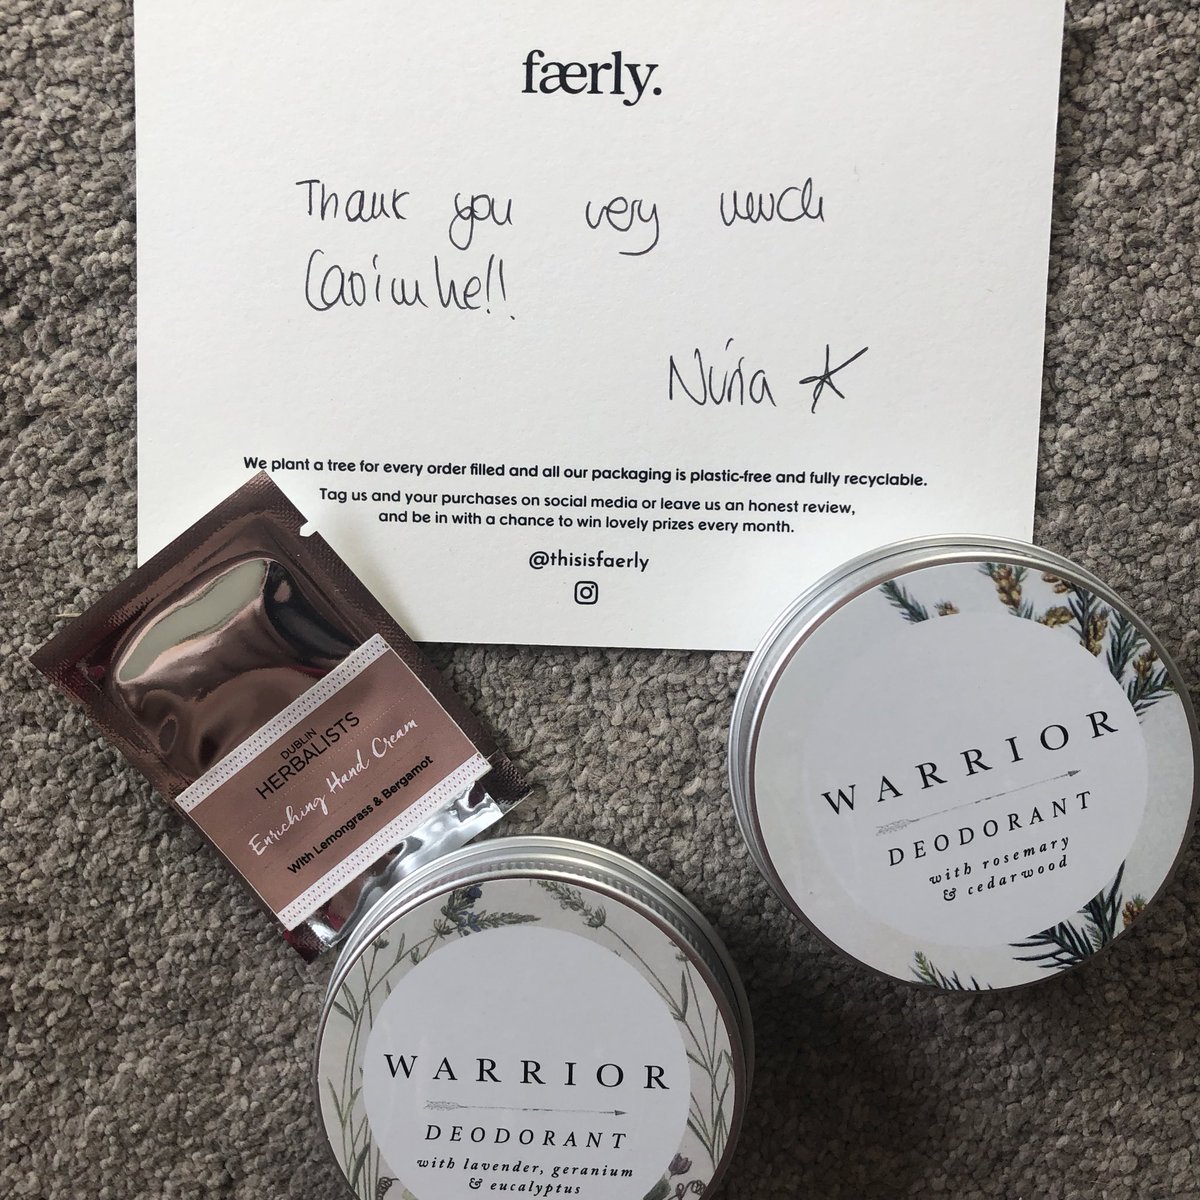 færly.
Thank you very much
Caoimhe!!
Núria
We plant a tree for every order filled and all our packaging is plastic-free and fully recyclable.
Tag us and your purchases on social media or leave us an honest review,
and be in with a chance to win lovely prizes every month.
@thisisfaerly
DUBLIN
HERBALISTS
Enriching Hand Cream
With Lemongrass & Bergamot
WARRIOR
DEODORANT
with rosemary
& cedarwood
WARRIOR
DEODORANT
with lavender, geranium
& eucalyptus